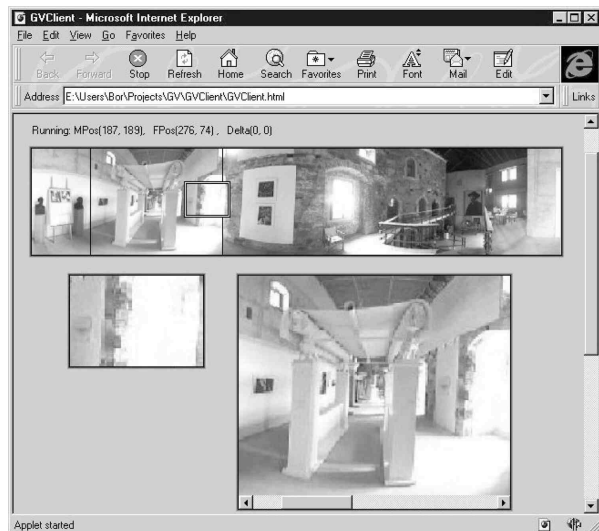 GVClient - Microsoft Internet Explorer
File Edit View Go Favorites Help
Back Forward Stop Refresh Home Search Favorites Print Font Mail Edit
Address E:\Users\Bor\Projects\GV\GVClient\GVClient.html Links
Running: MPos(187, 189), FPos(276, 74) , Delta(0, 0)
Applet started